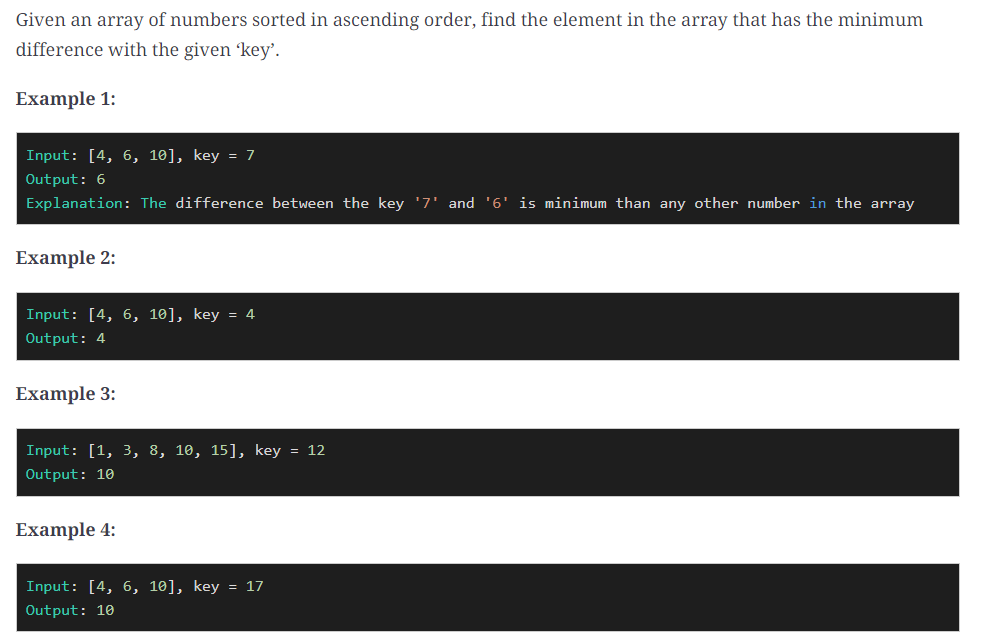 Given an array of numbers sorted in ascending order, find the element in the array that has the minimum
difference with the given ‘key’.
Example 1:
Input: [4, 6, 10], key = 7
Output: 6
Explanation: The difference between the key '7' and '6' is minimum than any other number in the array
Example 2:
Input: [4, 6, 10], key = 4
Output: 4
Example 3:
Input: [1, 3, 8, 10, 15], key = 12
Output: 10
Example 4:
Input: [4, 6, 10], key = 17
Output: 10